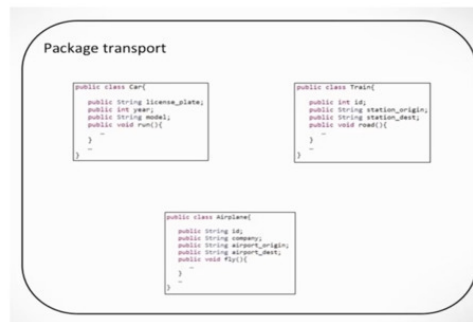 Package transport
public class Car{
public String license_plate;
public int year;
public String model;
public void run(){
…
}
…
}
public class Train{
public int id;
public String station_origin;
public String station_dest;
public void road(){
…
}
…
}
public class Airplane{
public String id;
public String company;
public String airport_origin;
public String airport_dest;
public void fly(){
…
}
…
}